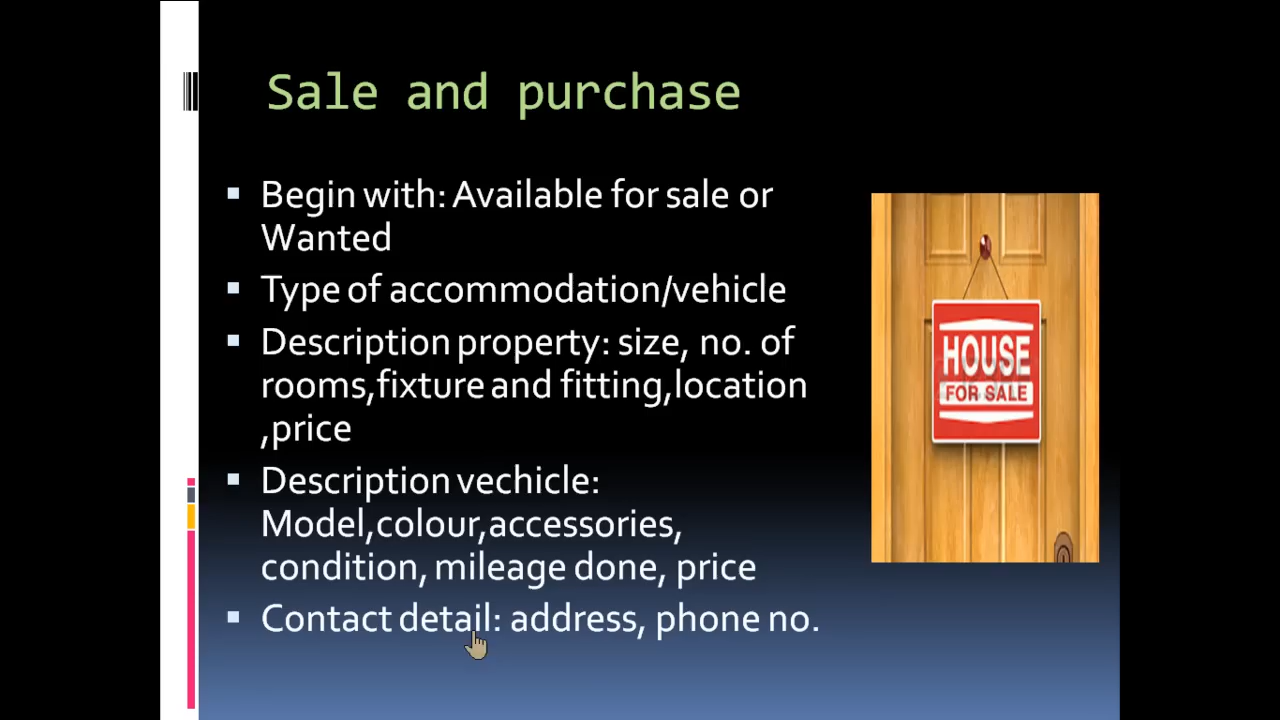 Sale and purchase
Begin with: Available for sale or
Wanted
Type of accommodation/vehicle
Description property: size, no. of
rooms,fixture and fitting,location
,price
Description vechicle:
Model,colour,accessories,
condition, mileage done, price
Contact detail: address, phone no.
HOUSE
FOR SALE